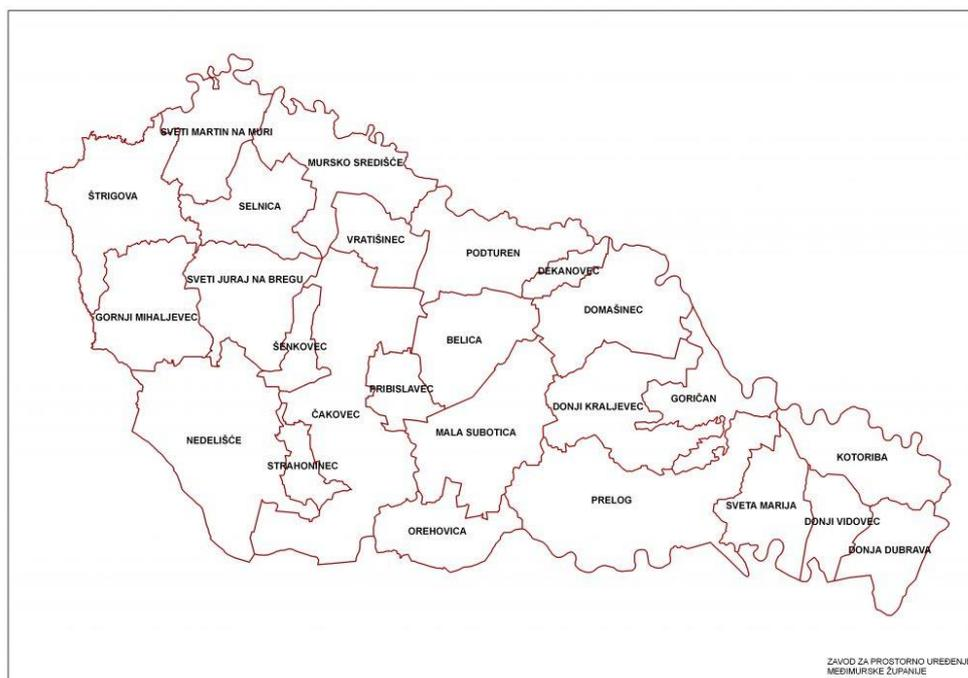 SVETI MARTIN NA MURI
MURSKO SREDIŠĆE
ŠTRIGOVA
SELNICA
VRATIŠINEC
PODTUREN
DEKANOVEC
SVETI JURAJ NA BREGU
DOMAŠINEC
GORNJI MIHALJEVEC
BELICA
ŠENKOVEC
PRIBISLAVEC
GORIČAN
DONJI KRALJEVEC
ČAKOVEC
MALA SUBOTICA
NEDELIŠĆE
KOTORIBA
STRAHONINEC
PRELOG
SVETA MARIJA
DONJI VIDOVEC
OREHOVICA
DONJA DUBRAVA
ZAVOD ZA PROSTORNO UREĐENJE
MEĐIMURSKE ŽUPANIJE